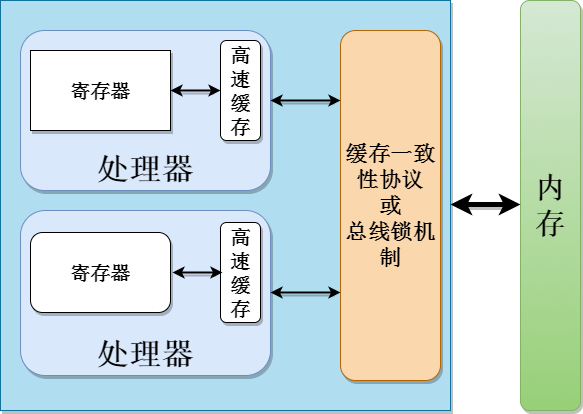 寄存器
高
速
缓
存
处理器
寄存器
高
速
缓
存
处理器
缓存一致
性协议
或
总线锁机
制
内
存